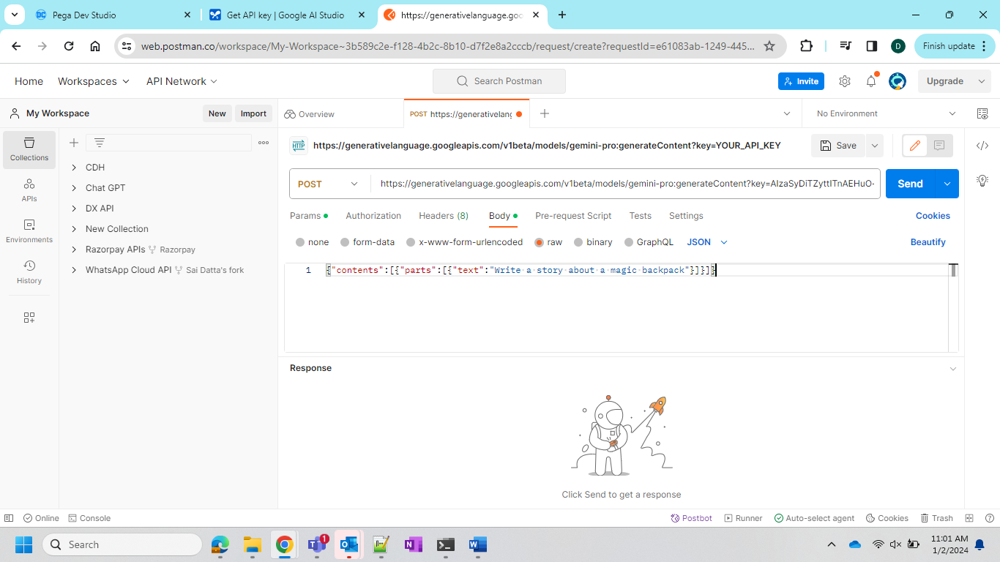 Pega Dev Studio
Get API key | Google AI Studio
https://generativelanguage.goo
web.postman.co/workspace/My-Workspace~3b589c2e-f128-4b2c-8b10-d7f2e8a2cccb/request/create?requestId=e61083ab-1249-445...
D
Finish update
Home
Workspaces
API Network
Search Postman
Invite
Upgrade
My Workspace
New
Import
Overview
POST https://generativelang
No Environment
Collections
APIs
Environments
History
CDH
Chat GPT
DX API
New Collection
Razorpay APIs Razorpay
WhatsApp Cloud API Sai Datta's fork
HTTP
https://generativelanguage.googleapis.com/v1beta/models/gemini-pro:generateContent?key=YOUR_API_KEY
Save
POST
https://generativelanguage.googleapis.com/v1beta/models/gemini-pro:generateContent?key=AIzaSyDiTZyttITnAEHuO-
Send
Params
Authorization
Headers (8)
Body
Pre-request Script
Tests
Settings
Cookies
none
form-data
x-www-form-urlencoded
raw
binary
GraphQL
JSON
Beautify
1 {"contents":[{"parts":[{"text":"Write a story about a magic backpack"}]}]}
Response
Click Send to get a response
Online
Console
Postbot
Runner
Auto-select agent
Cookies
Trash
Search
1
11:01 AM
1/2/2024